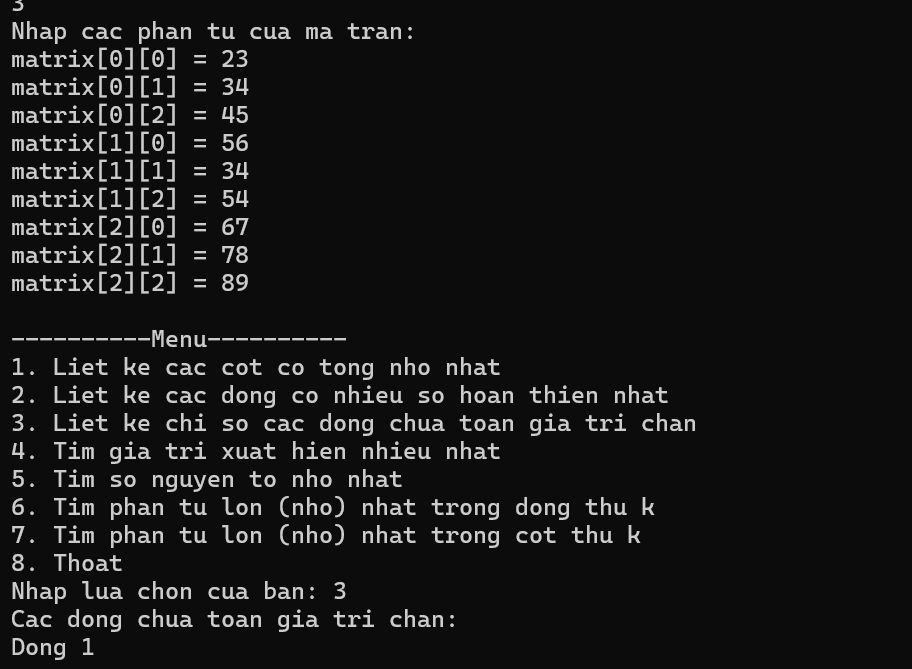 3
Nhap cac phan tu cua ma tran:
matrix[0][0] = 23
matrix[0][1] = 34
matrix[0][2] = 45
matrix[1][0] = 56
matrix[1][1] = 34
matrix[1][2] = 54
matrix[2][0] = 67
matrix[2][1] = 78
matrix[2][2] = 89
----------Menu----------
1. Liet ke cac cot co tong nho nhat
2. Liet ke cac dong co nhieu so hoan thien nhat
3. Liet ke chi so cac dong chua toan gia tri chan
4. Tim gia tri xuat hien nhieu nhat
5. Tim so nguyen to nho nhat
6. Tim phan tu lon (nho) nhat trong dong thu k
7. Tim phan tu lon (nho) nhat trong cot thu k
8. Thoat
Nhap lua chon cua ban: 3
Cac dong chua toan gia tri chan:
Dong 1